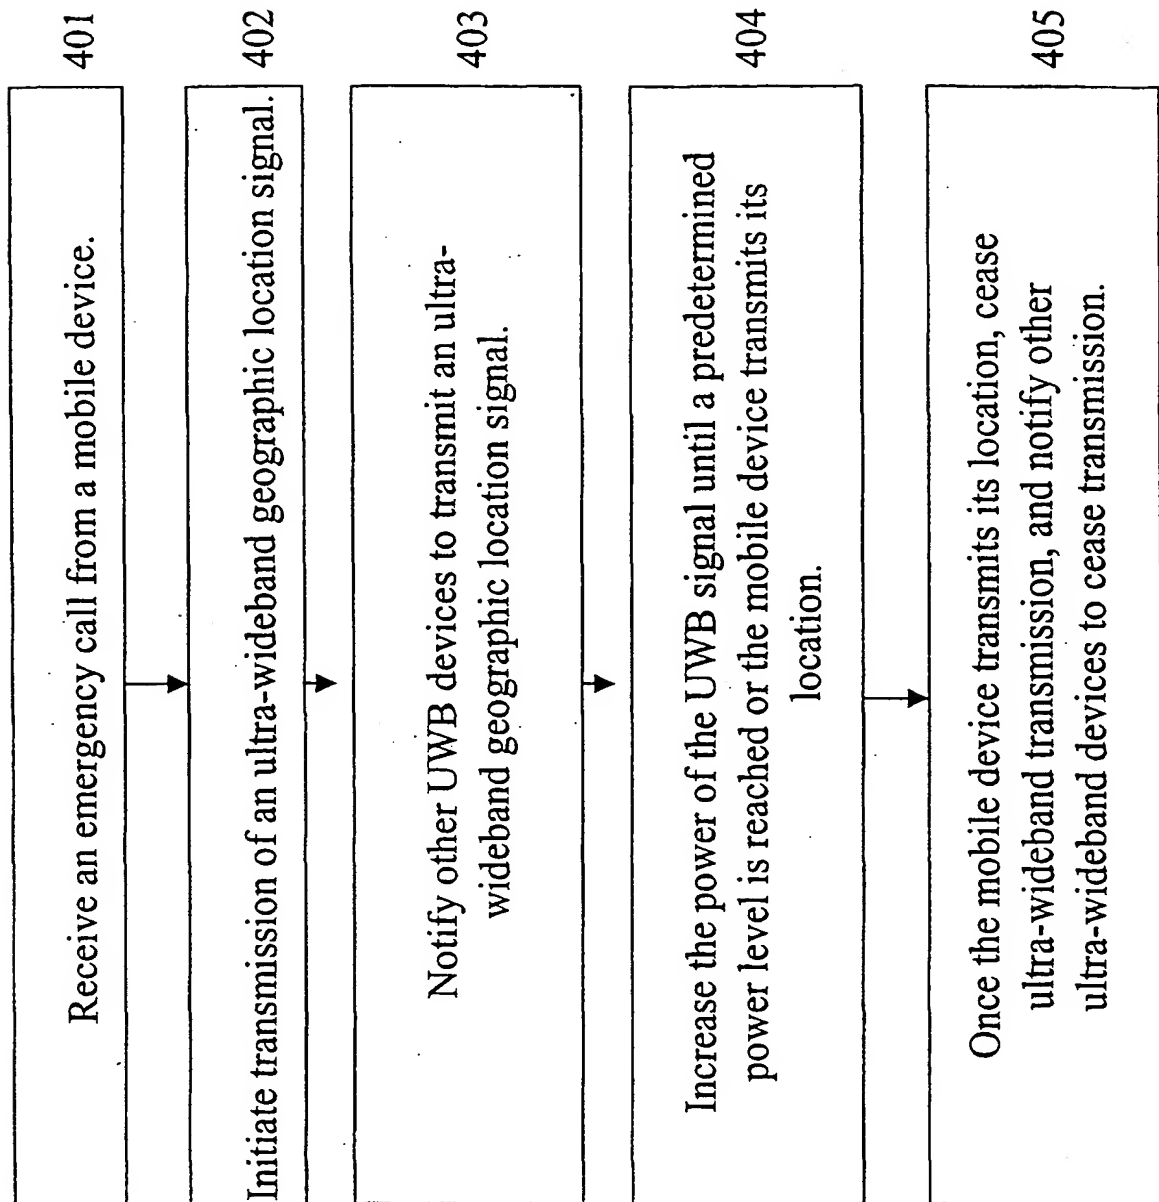 Receive an emergency call from a mobile device.
401
Initiate transmission of an ultra-wideband geographic location signal.
402
Notify other UWB devices to transmit an ultra-
wideband geographic location signal.
403
Increase the power of the UWB signal until a predetermined
power level is reached or the mobile device transmits its
location.
404
Once the mobile device transmits its location, cease
ultra-wideband transmission, and notify other
ultra-wideband devices to cease transmission.
405